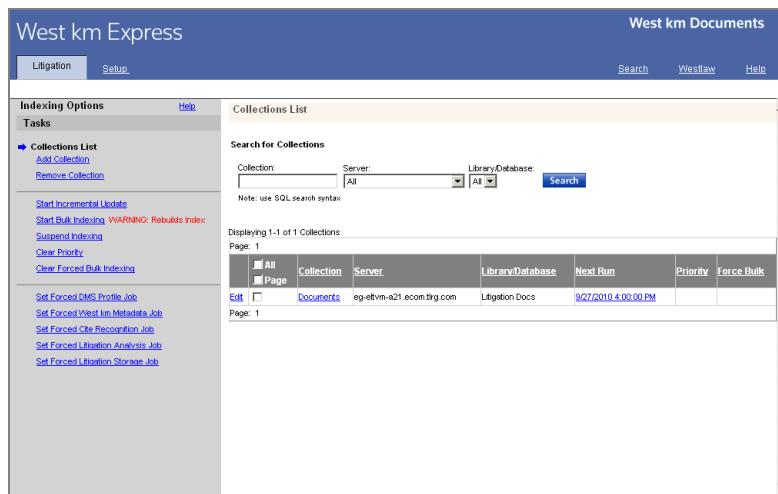 West km Express
West km Documents
Litigation
Setup
Search
Westlaw
Help
Indexing Options
Help
Tasks
Collections List
Add Collection
Remove Collection
Start Incremental Update
Start Bulk Indexing WARNING: Rebuilds Index
Suspend Indexing
Clear Priority
Clear Forced Bulk Indexing
Set Forced DMS Profile Job
Set Forced West km Metadata Job
Set Forced Cite Recognition Job
Set Forced Litigation Analysis Job
Set Forced Litigation Storage Job
Collections List
Search for Collections
Collection: Server: Library/Database:
All All Search
Note: use SQL search syntax
Displaying 1-1 of 1 Collections
Page: 1
All
Page
Collection Server Library/Database Next Run Priority Force Bulk
Edit Documents eg-eltvm-a21.ecom.tlrg.com Litigation Docs 9/27/2010 4:00:00 PM
Page: 1